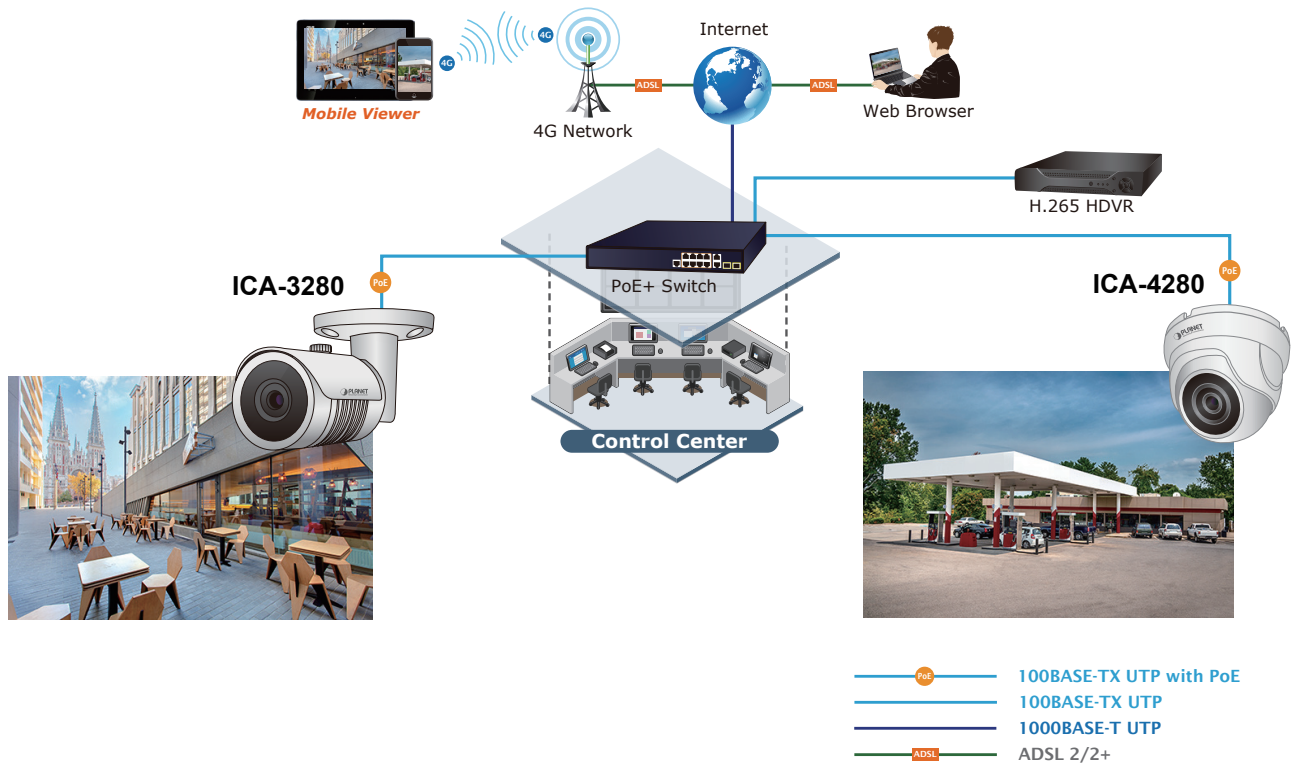 Internet
4G
4G
ADSL
ADSL
Mobile Viewer
4G Network
Web Browser
H.265 HDVR
PoE+ Switch
ICA-3280
PoE
ICA-4280
PoE
PLANET
PLANET
Control Center
PoE
100BASE-TX UTP with PoE
100BASE-TX UTP
1000BASE-T UTP
ADSL
ADSL 2/2+